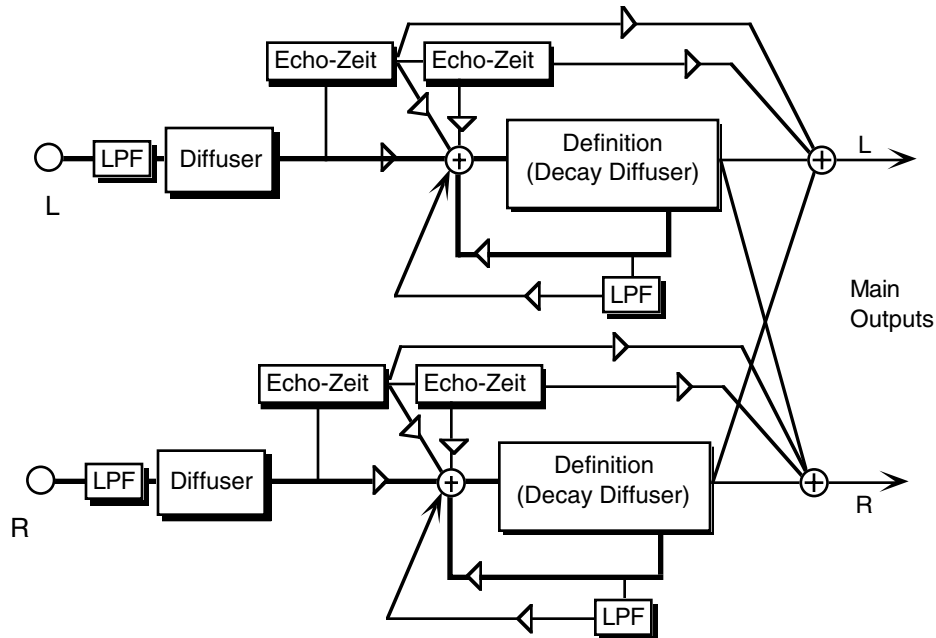 Echo-Zeit
Echo-Zeit
LPF
Diffuser
Definition
(Decay Diffuser)
L
L
LPF
Main
Outputs
Echo-Zeit
Echo-Zeit
LPF
Diffuser
Definition
(Decay Diffuser)
R
R
LPF